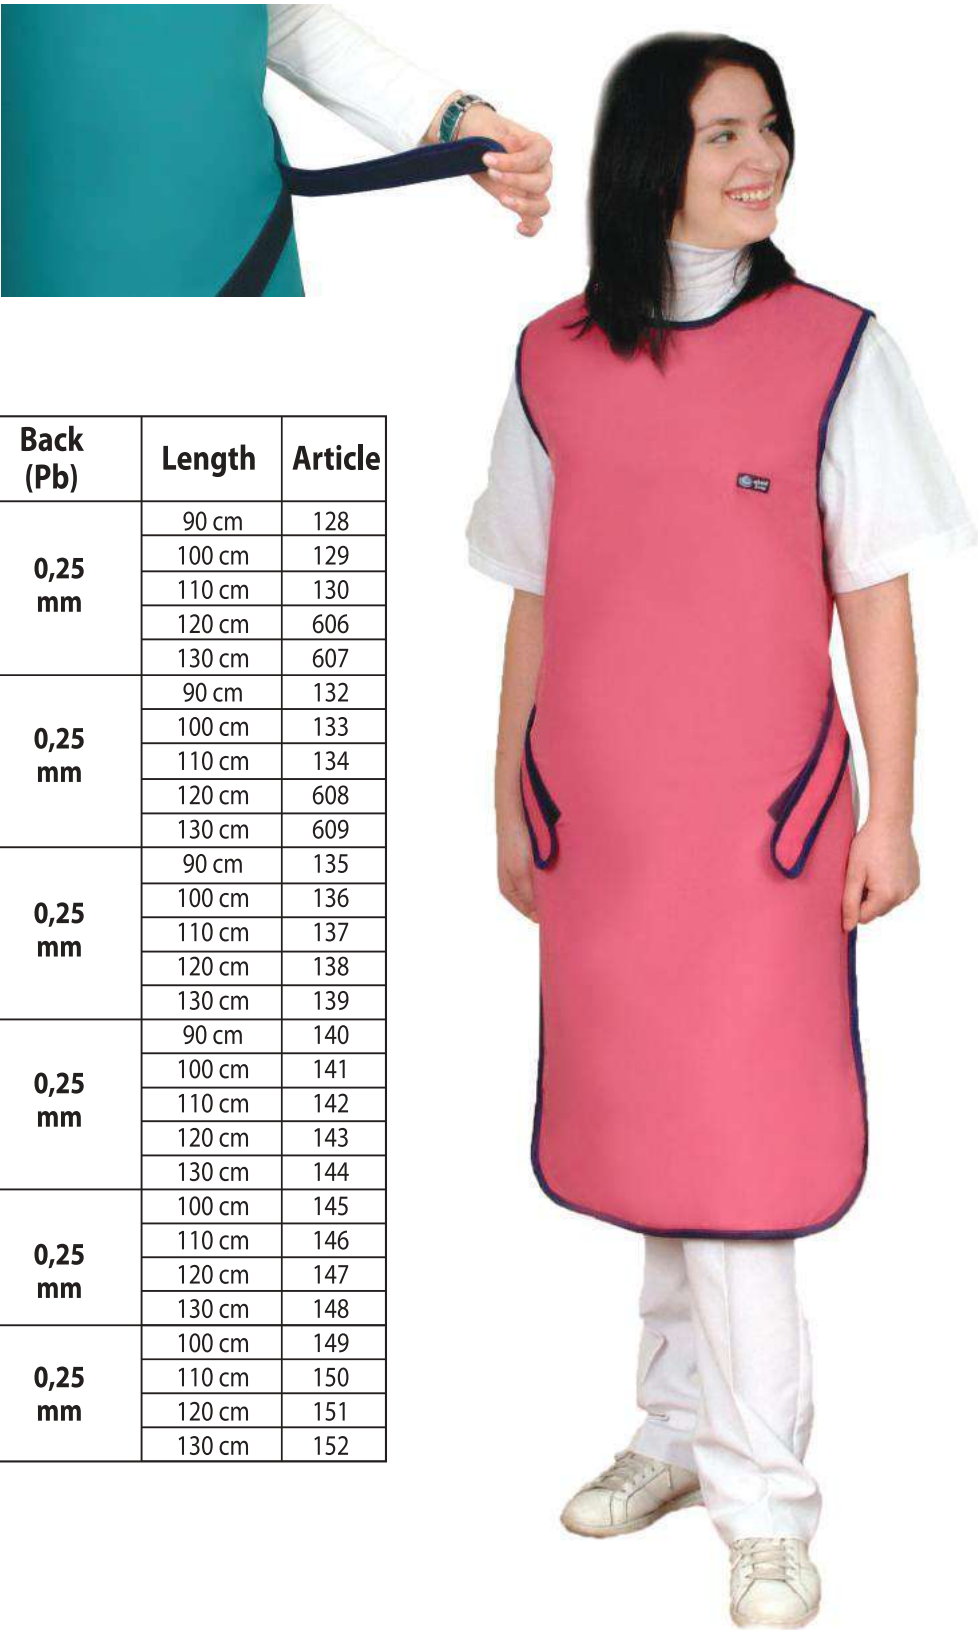 Back (Pb) Length Article
0,25 mm
90 cm 128
100 cm 129
110 cm 130
120 cm 606
130 cm 607
0,25 mm
90 cm 132
100 cm 133
110 cm 134
120 cm 608
130 cm 609
0,25 mm
90 cm 135
100 cm 136
110 cm 137
120 cm 138
130 cm 139
0,25 mm
90 cm 140
100 cm 141
110 cm 142
120 cm 143
130 cm 144
0,25 mm
100 cm 145
110 cm 146
120 cm 147
130 cm 148
0,25 mm
100 cm 149
110 cm 150
120 cm 151
130 cm 152